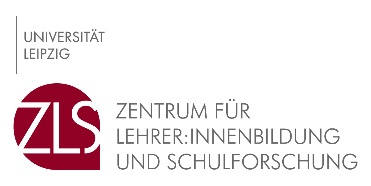 UNIVERSITÄT
LEIPZIG
ZLS
ZENTRUM FÜR
LEHRER:INNENBILDUNG
UND SCHULFORSCHUNG